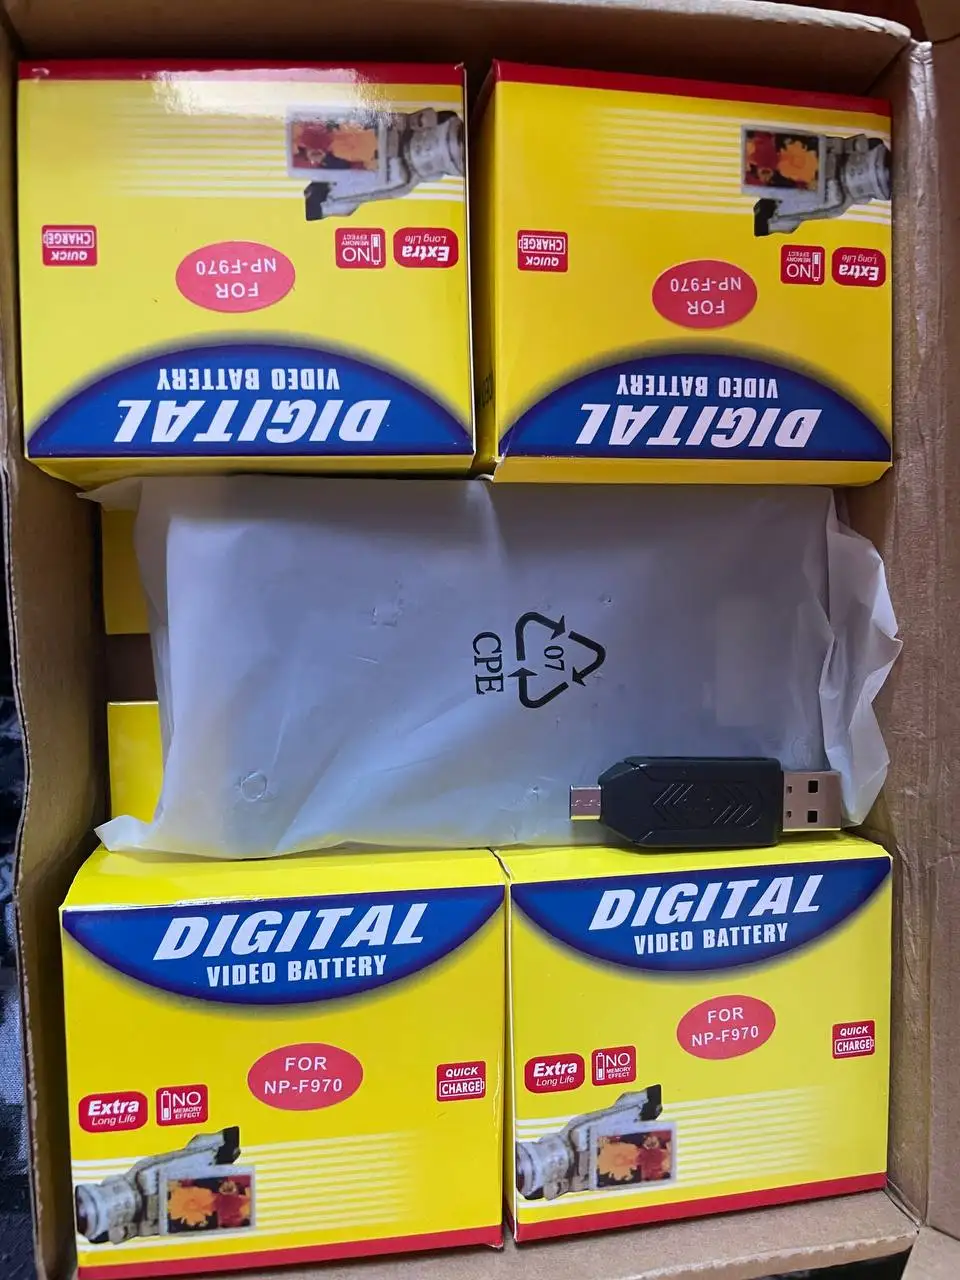 DIGITAL
VIDEO BATTERY
FOR
NP-F970
QUICK
CHARGE
NO
MEMORY
EFFECT
Extra
Long Life
DIGITAL
VIDEO BATTERY
FOR
NP-F970
QUICK
CHARGE
NO
MEMORY
EFFECT
Extra
Long Life
07
CPE
DIGITAL
VIDEO BATTERY
FOR
NP-F970
QUICK
CHARGE
Extra
Long Life
NO
MEMORY
EFFECT
DIGITAL
VIDEO BATTERY
FOR
NP-F970
QUICK
CHARGE
Extra
Long Life
NO
MEMORY
EFFECT